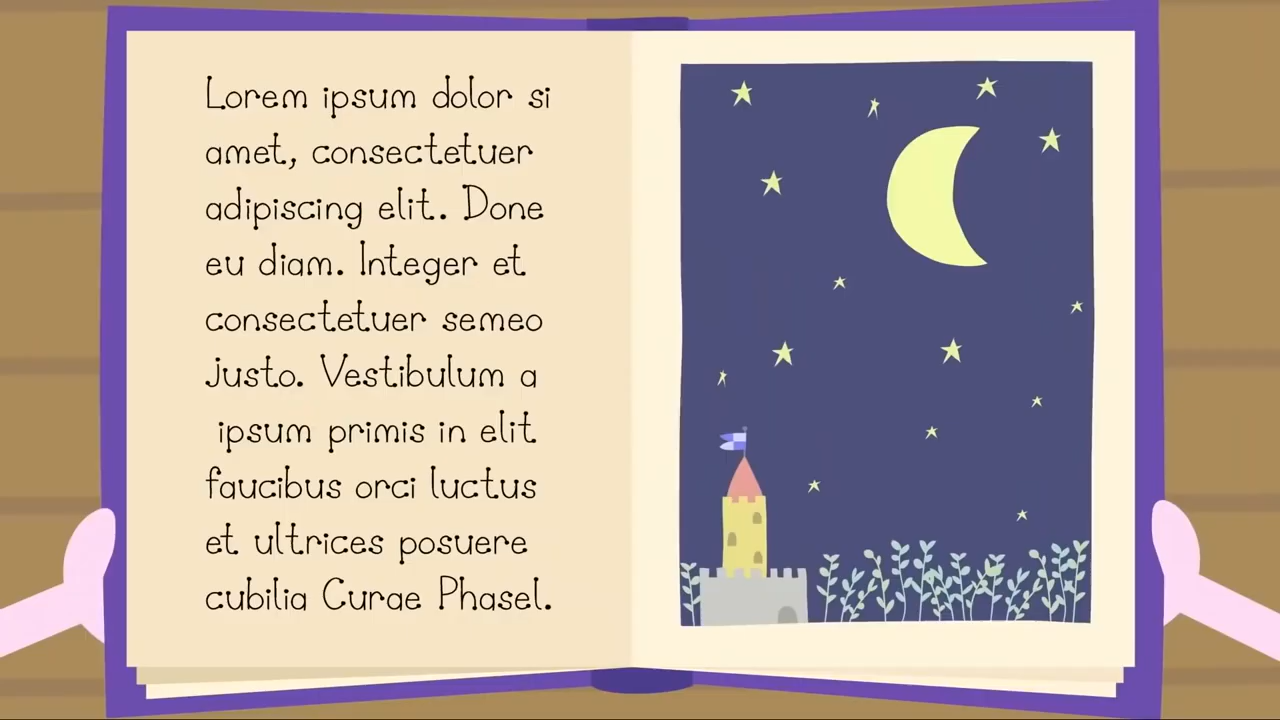 Lorem ipsum dolor si
amet, consectetuer
adipiscing elit. Done
eu diam. Integer et
consectetuer semeo
justo. Vestibulum a
ipsum primis in elit
faucibus orci luctus
et ultrices posuere
cubilia Curae Phasel.